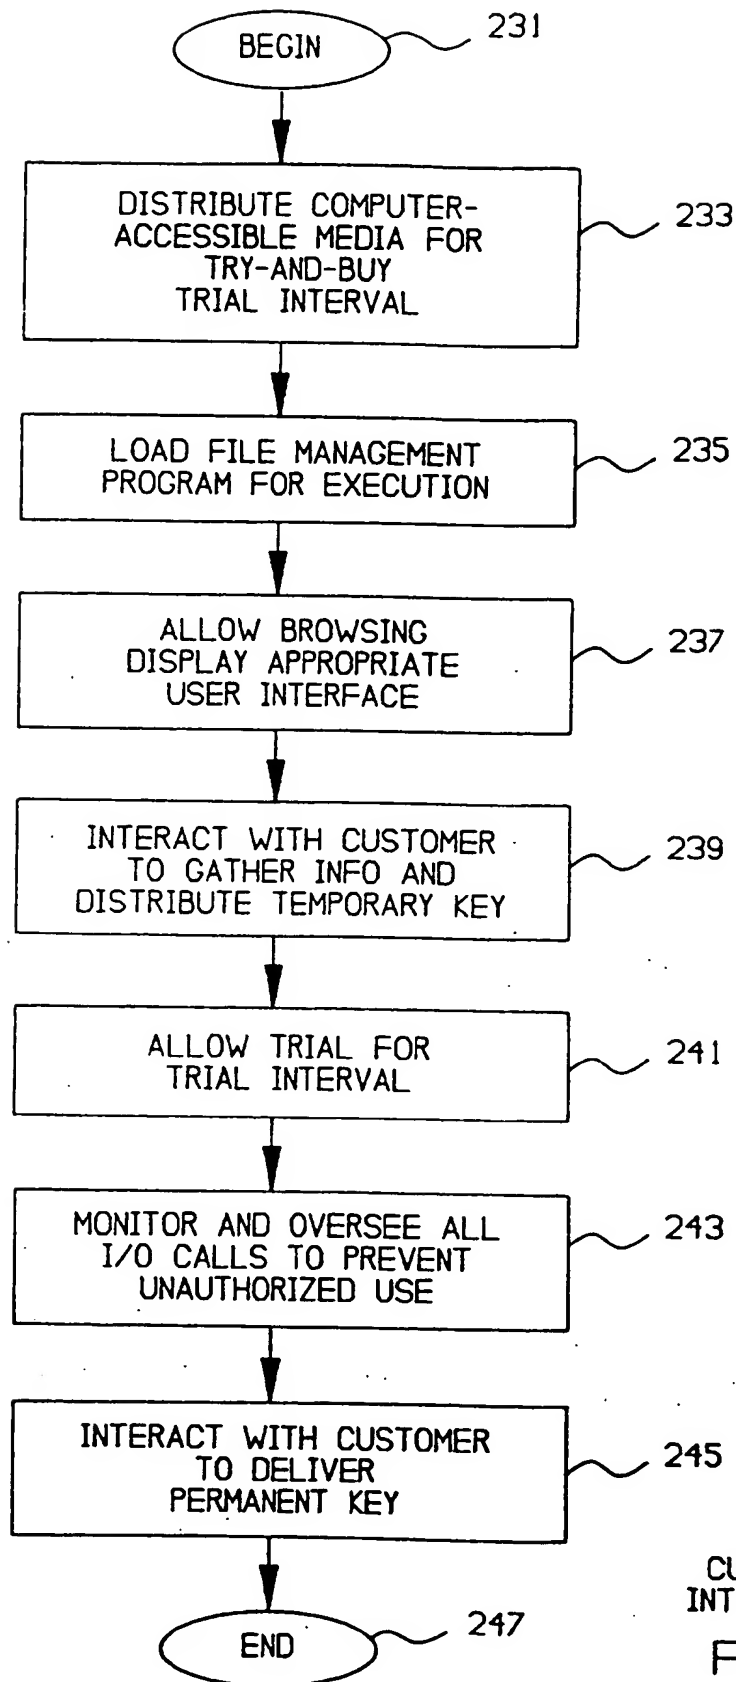 BEGIN
231
DISTRIBUTE COMPUTER-
ACCESSIBLE MEDIA FOR
TRY-AND-BUY
TRIAL INTERVAL
233
LOAD FILE MANAGEMENT
PROGRAM FOR EXECUTION
235
ALLOW BROWSING
DISPLAY APPROPRIATE
USER INTERFACE
237
INTERACT WITH CUSTOMER
TO GATHER INFO AND
DISTRIBUTE TEMPORARY KEY
239
ALLOW TRIAL FOR
TRIAL INTERVAL
241
MONITOR AND OVERSEE ALL
I/O CALLS TO PREVENT
UNAUTHORIZED USE
243
INTERACT WITH CUSTOMER
TO DELIVER
PERMANENT KEY
245
END
247